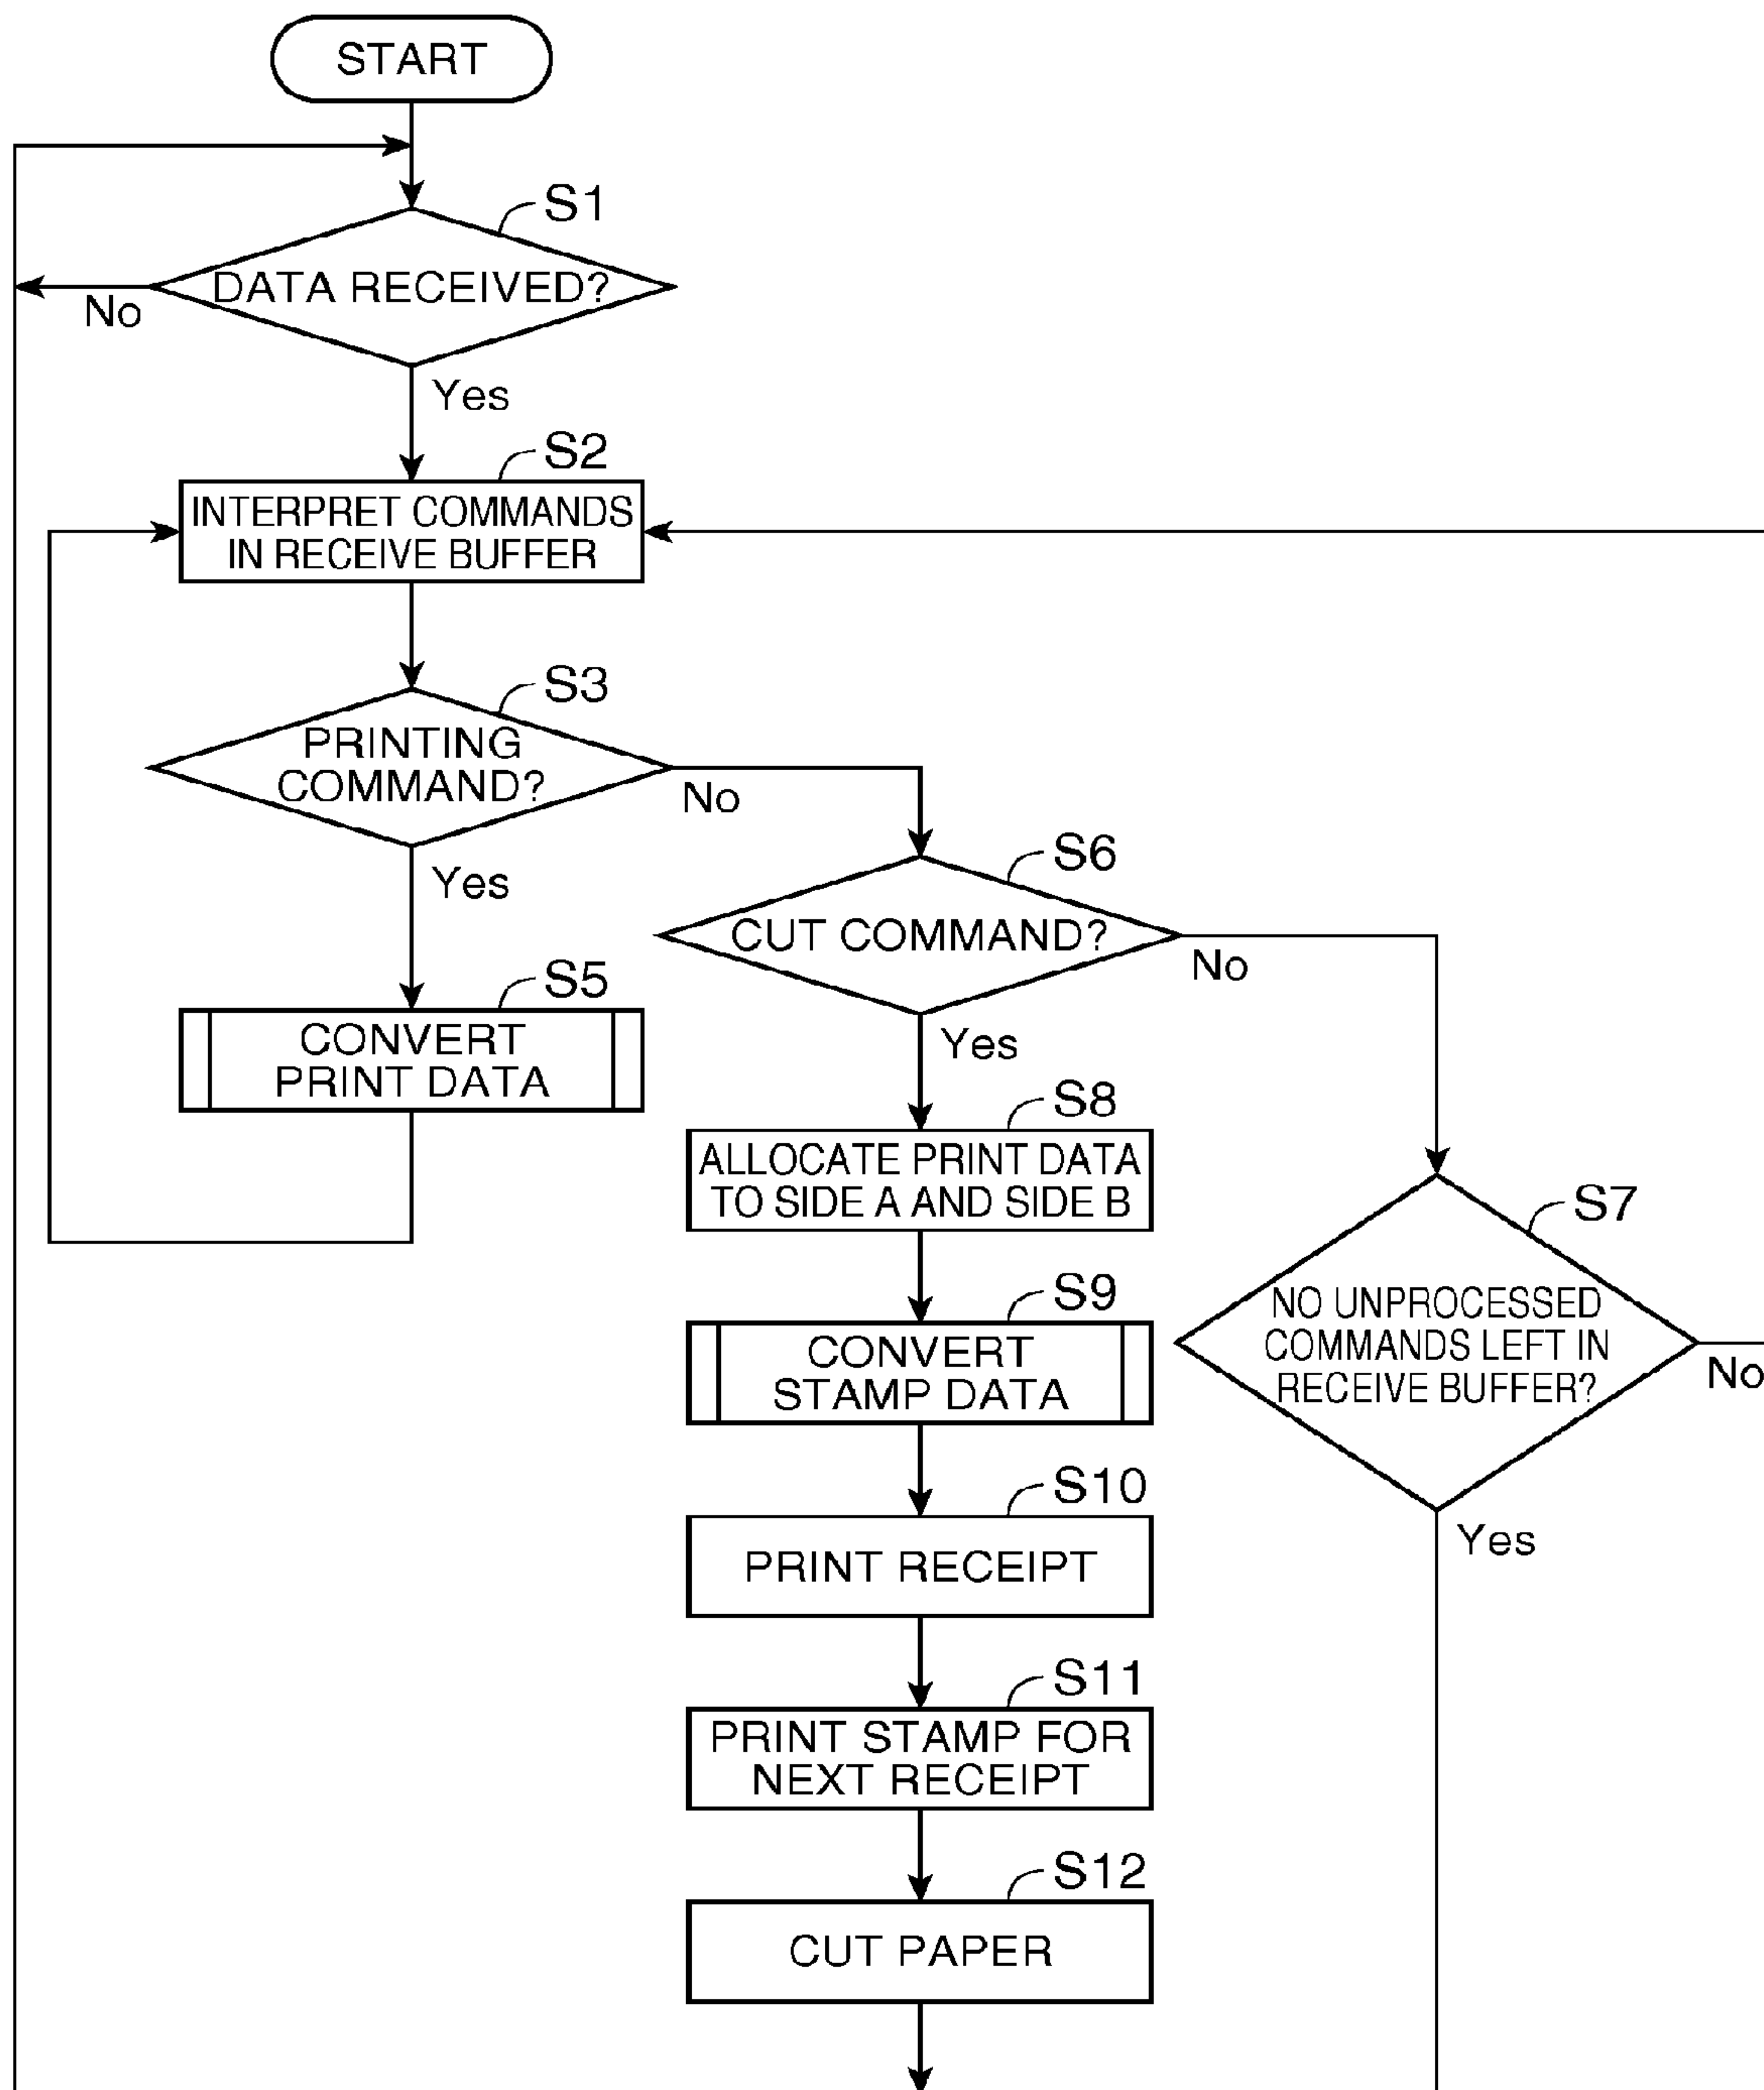 START
S1
DATA RECEIVED?
No
Yes
S2
INTERPRET COMMANDS
IN RECEIVE BUFFER
S3
PRINTING
COMMAND?
No
Yes
S5
CONVERT
PRINT DATA
S6
CUT COMMAND?
No
Yes
S8
ALLOCATE PRINT DATA
TO SIDE A AND SIDE B
S7
NO UNPROCESSED
COMMANDS LEFT IN
RECEIVE BUFFER?
No
Yes
S9
CONVERT
STAMP DATA
S10
PRINT RECEIPT
S11
PRINT STAMP FOR
NEXT RECEIPT
S12
CUT PAPER